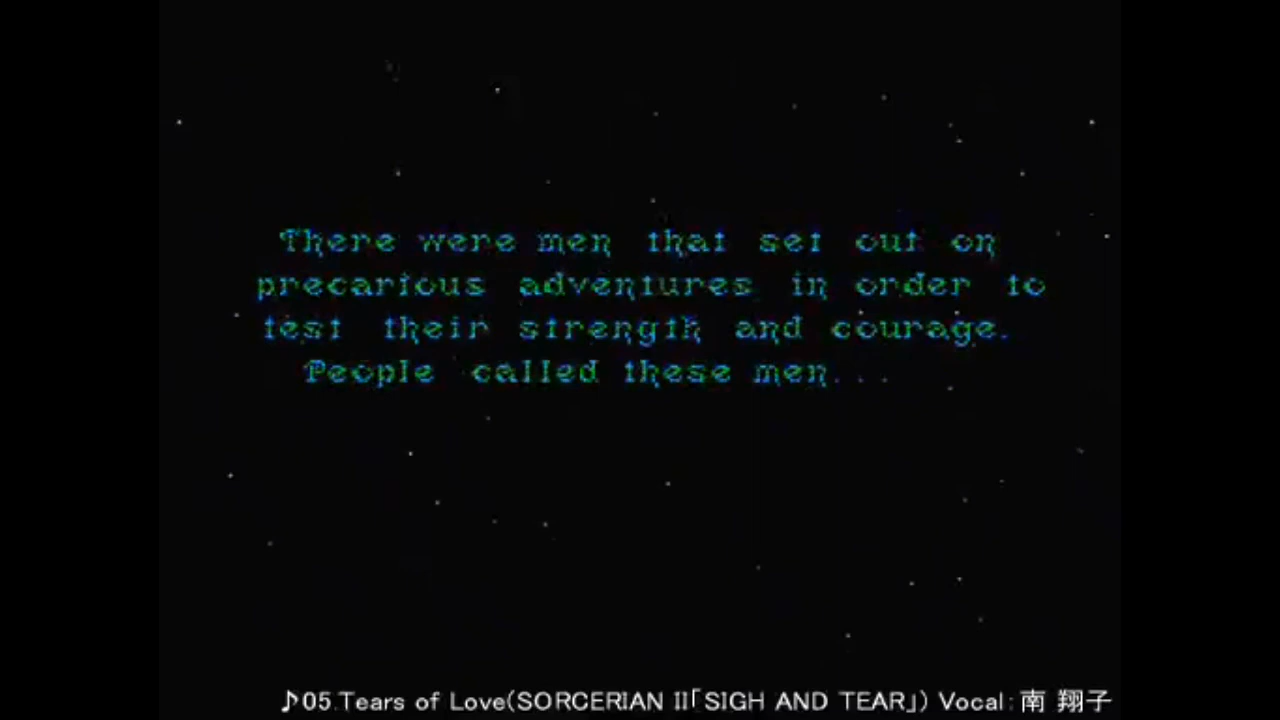 There were men that set out on
precarious adventures in order to
test their strength and courage.
People called these men...
♪05.Tears of Love(SORCERIAN II「SIGH AND TEAR」) Vocal:南 翔子